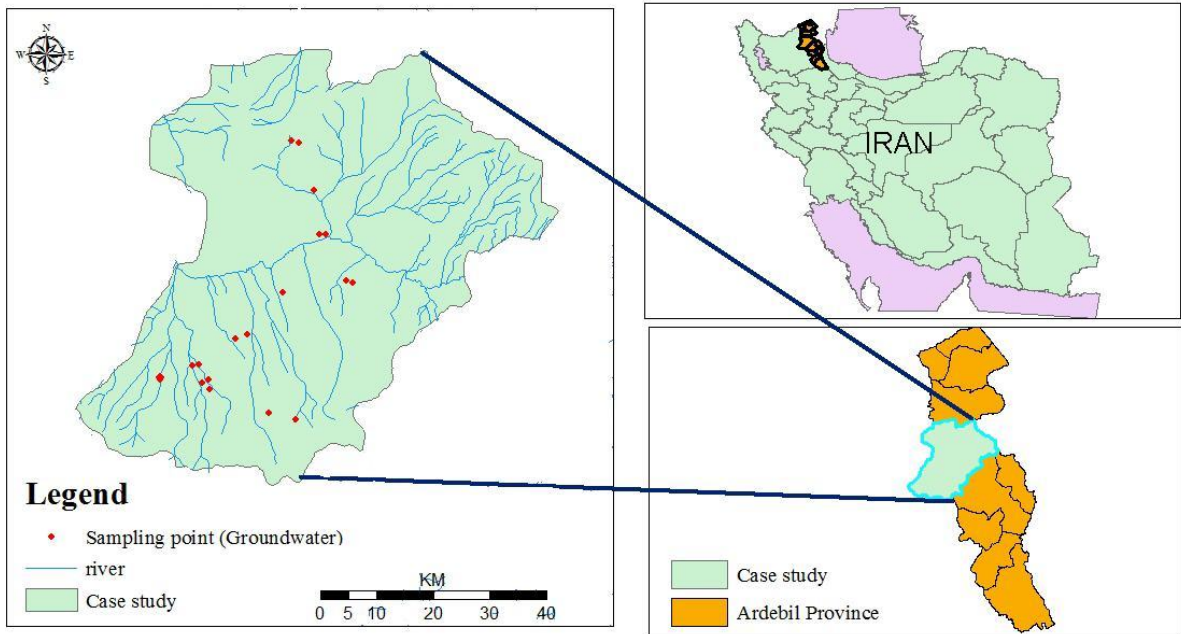 N
W E
S
Legend
Sampling point (Groundwater)
river
Case study
KM
0 5 10 20 30 40
IRAN
Case study
Ardebil Province